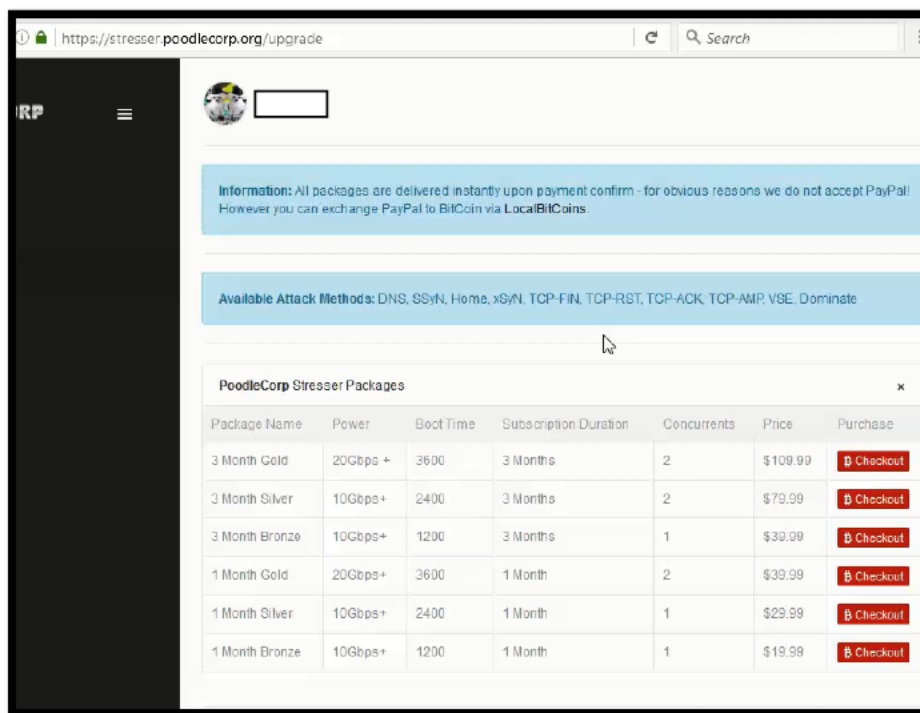 https://stresser.poodlecorp.org/upgrade
Search
RP
Information: All packages are delivered instantly upon payment confirm - for obvious reasons we do not accept PayPal!
However you can exchange PayPal to BitCoin via LocalBitCoins.
Available Attack Methods: DNS, SSyN, Home, xSyN, TCP-FIN, TCP-RST, TCP-ACK, TCP-AMP, VSE, Dominate
PoodleCorp Stresser Packages ×
Package Name Power Boot Time Subscription Duration Concurrents Price Purchase
3 Month Gold 20Gbps + 3600 3 Months 2 $109.99 ฿ Checkout
3 Month Silver 10Gbps+ 2400 3 Months 2 $79.99 ฿ Checkout
3 Month Bronze 10Gbps+ 1200 3 Months 1 $39.99 ฿ Checkout
1 Month Gold 20Gbps+ 3600 1 Month 2 $39.99 ฿ Checkout
1 Month Silver 10Gbps+ 2400 1 Month 1 $29.99 ฿ Checkout
1 Month Bronze 10Gbps+ 1200 1 Month 1 $19.99 ฿ Checkout